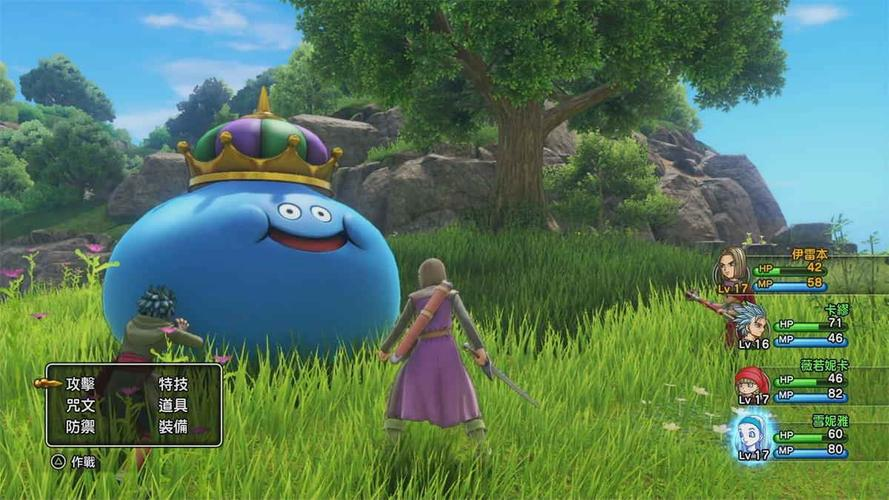 攻擊 特技
咒文 道具
防禦 裝備
作戰
伊雷本
HP 42
Lv 17 MP 58
卡繆
HP 71
Lv 16 MP 46
薇若妮卡
HP 46
Lv 17 MP 82
雪妮雅
HP 60
Lv 17 MP 80